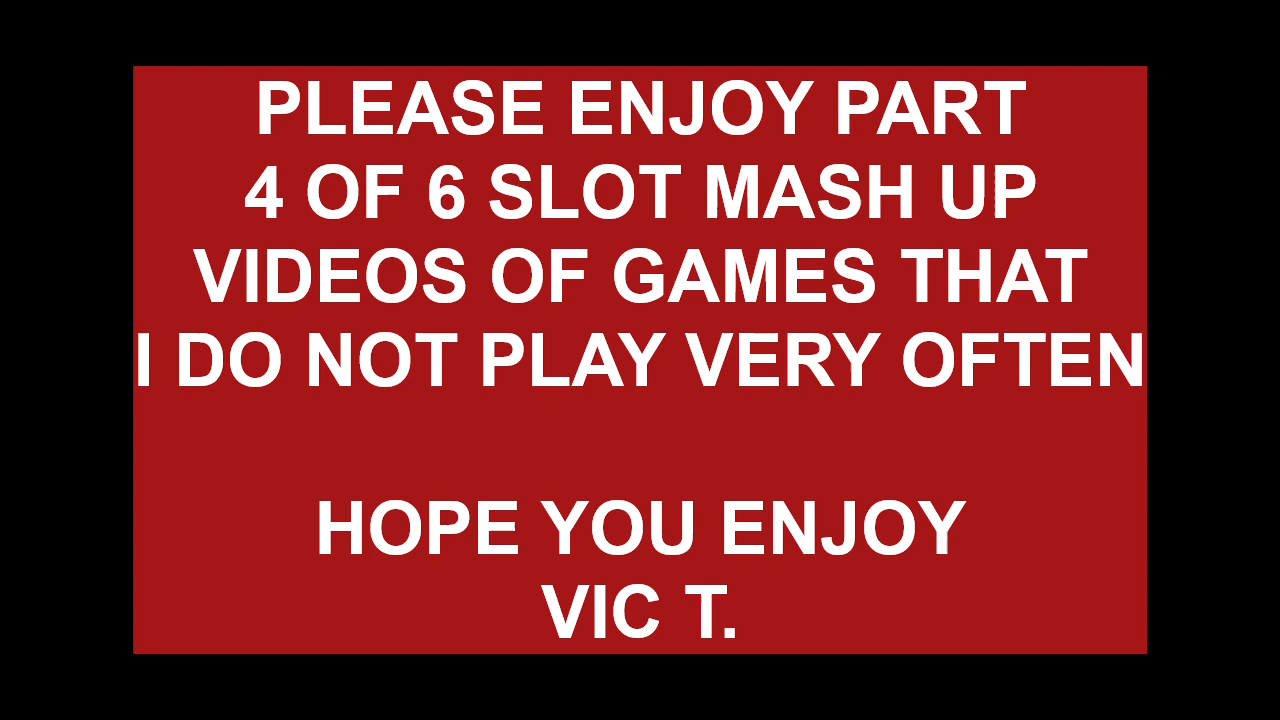 PLEASE ENJOY PART
4 OF 6 SLOT MASH UP
VIDEOS OF GAMES THAT
I DO NOT PLAY VERY OFTEN
HOPE YOU ENJOY
VIC T.